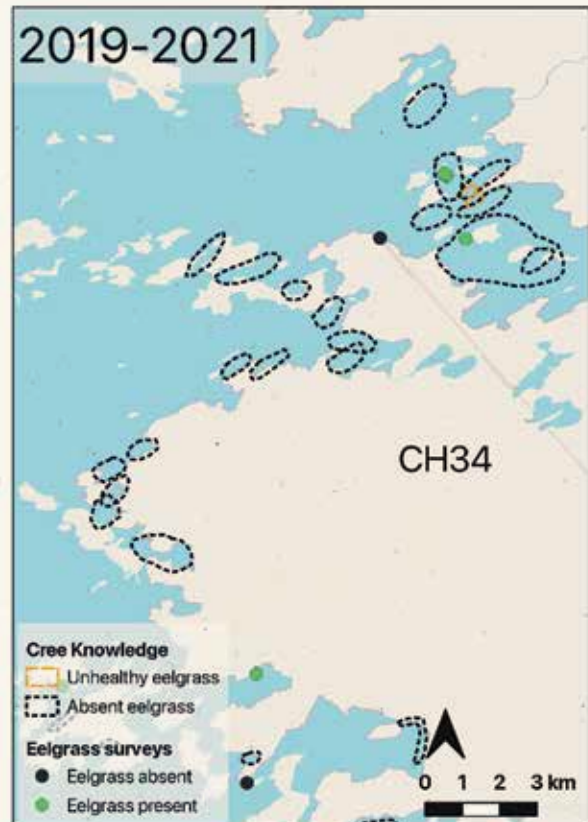 2019-2021
CH34
Cree Knowledge
Unhealthy eelgrass
Absent eelgrass
Eelgrass surveys
Eelgrass absent
Eelgrass present
0 1 2 3 km